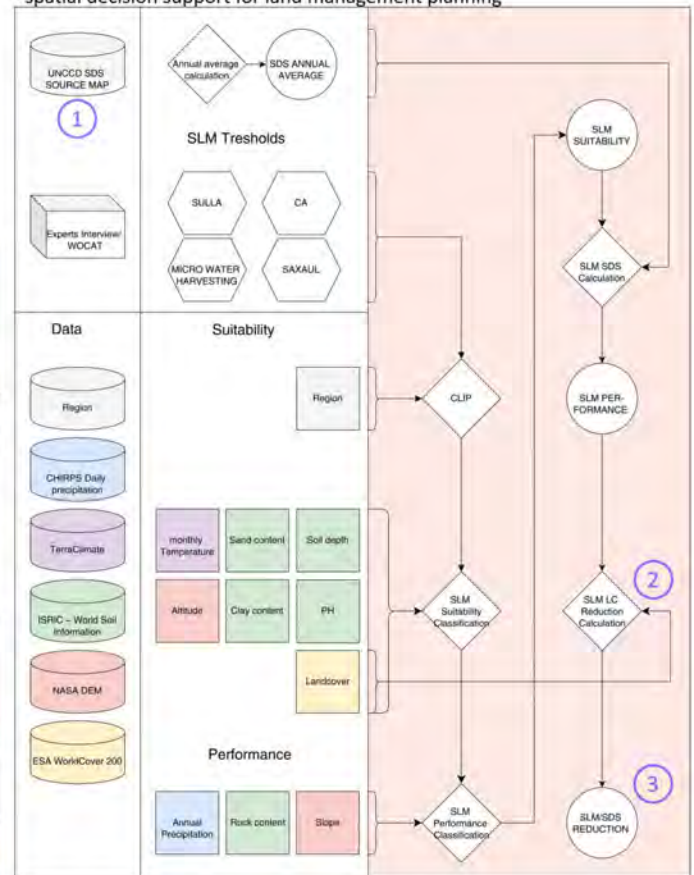 spatial decision support for land management planning
UNCCD SDS
SOURCE MAP
1
Annual average
calculation
SDS ANNUAL
AVERAGE
SLM Tresholds
SULLA
CA
MICRO WATER
HARVESTING
SAXAUL
Experts Interview/
WOCAT
SLM
SUITABILITY
SLM SDS
Calculation
Data
Suitability
Region
Region
CLIP
SLM PER-
FORMANCE
CHIRPS Daily
precipitation
TerraClimate
monthly
Temperature
Sand content
Soil depth
ISRIC – World Soil
Information
Altitude
Clay content
PH
SLM
Suitability
Classification
2
SLM LC
Reduction
Calculation
NASA DEM
Landcover
ESA WorldCover 200
Performance
Annual
Precipitation
Rock content
Slope
SLM
Performance
Classification
3
SLM/SDS
REDUCTION